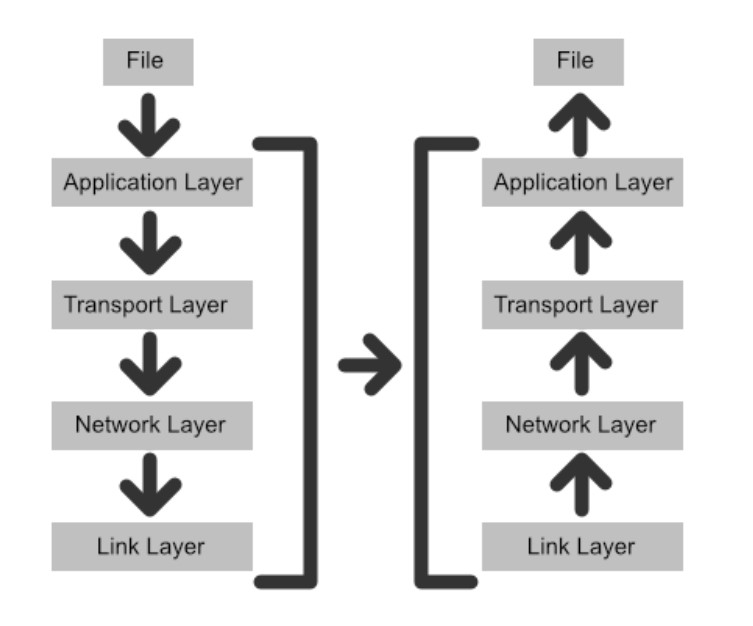 File
Application Layer
Transport Layer
Network Layer
Link Layer
File
Application Layer
Transport Layer
Network Layer
Link Layer